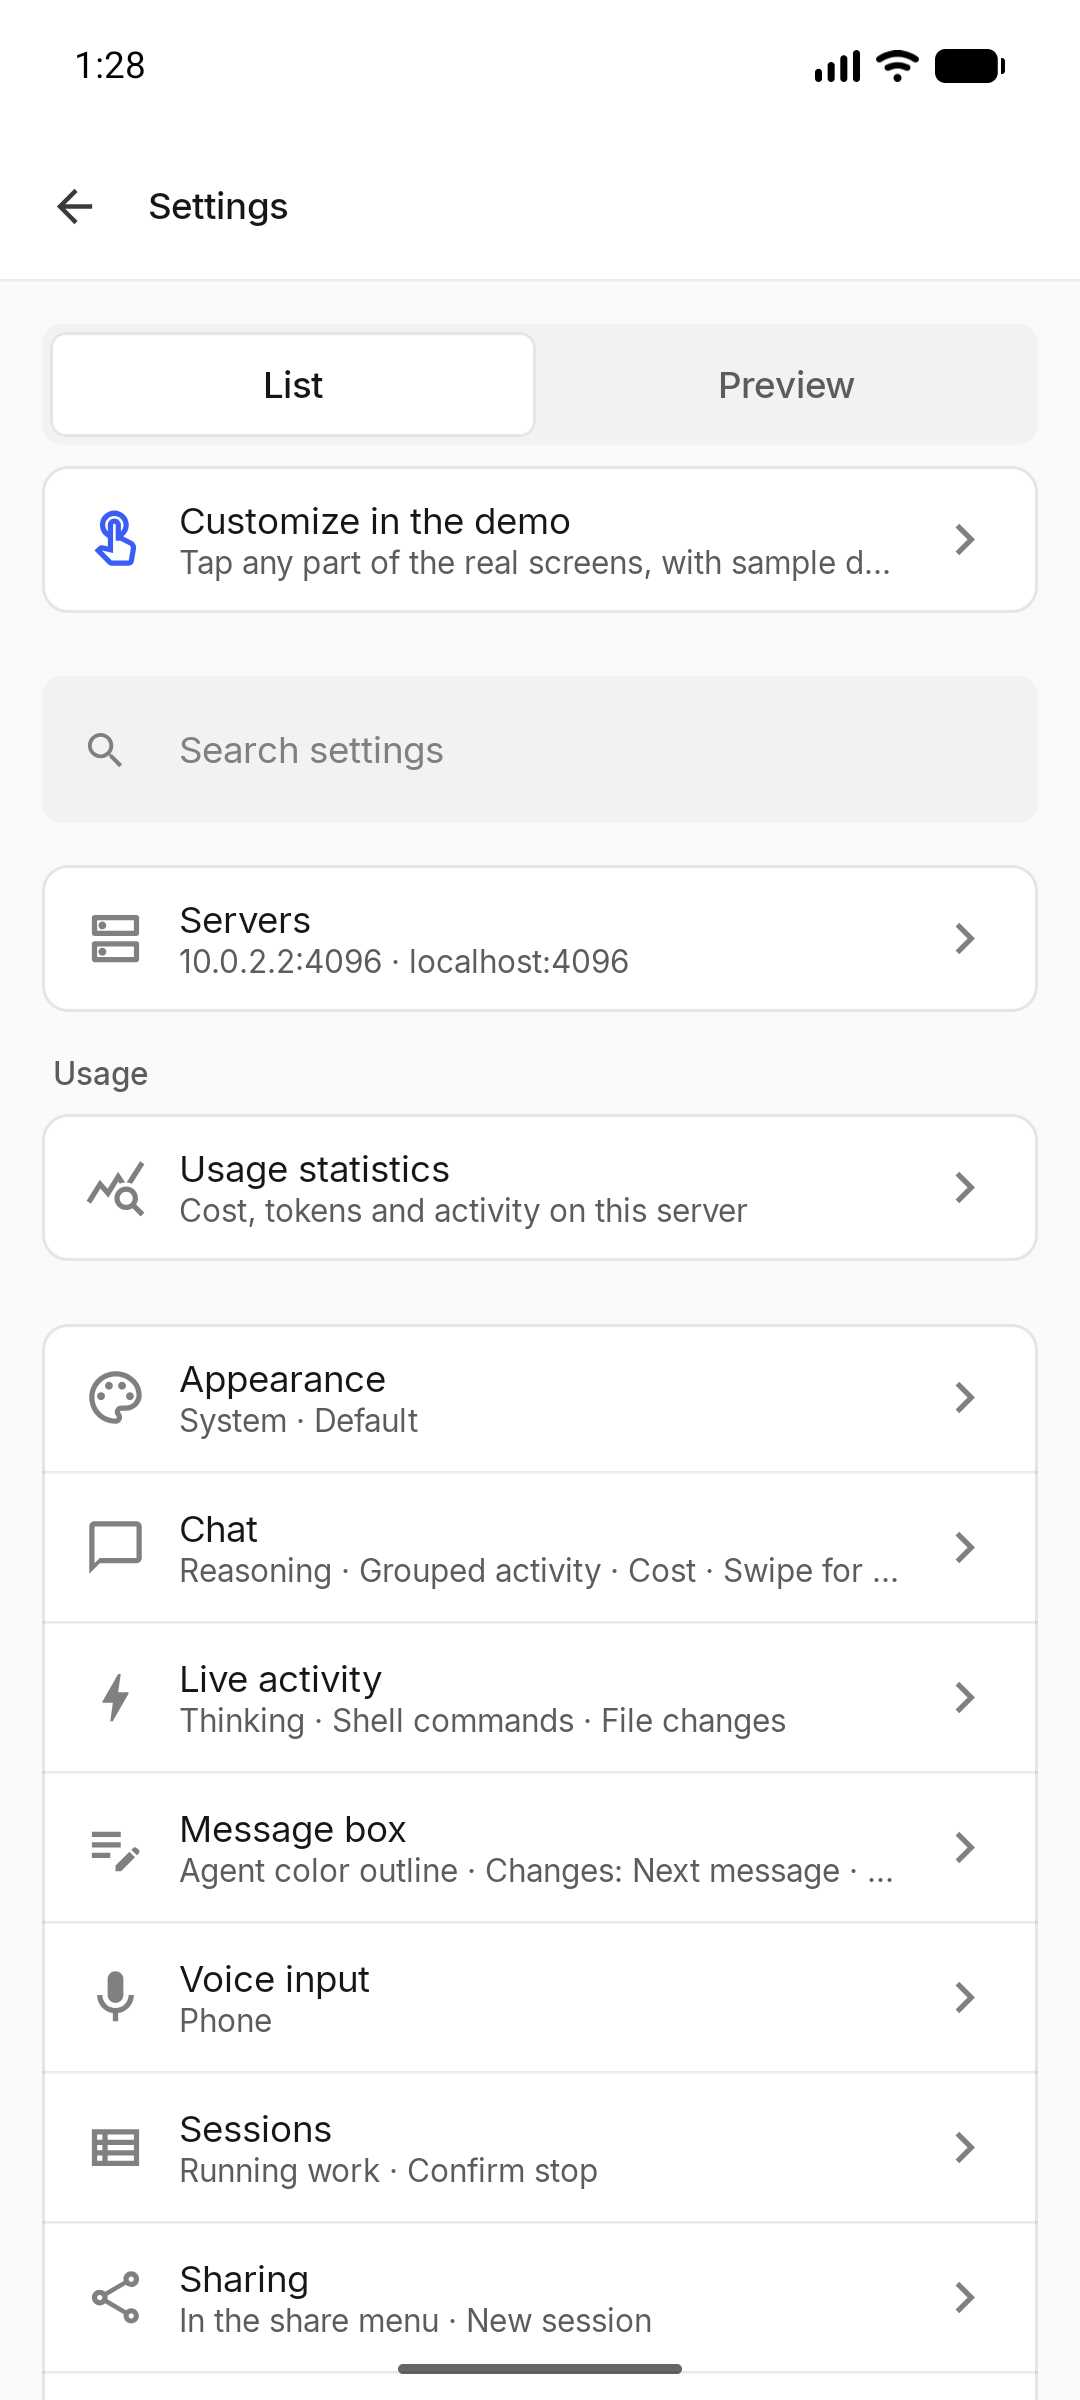 1:28
Settings
List
Preview
Customize in the demo
Tap any part of the real screens, with sample d...
Search settings
Servers
10.0.2.2:4096 · localhost:4096
Usage
Usage statistics
Cost, tokens and activity on this server
Appearance
System · Default
Chat
Reasoning · Grouped activity · Cost · Swipe for ...
Live activity
Thinking · Shell commands · File changes
Message box
Agent color outline · Changes: Next message · ...
Voice input
Phone
Sessions
Running work · Confirm stop
Sharing
In the share menu · New session